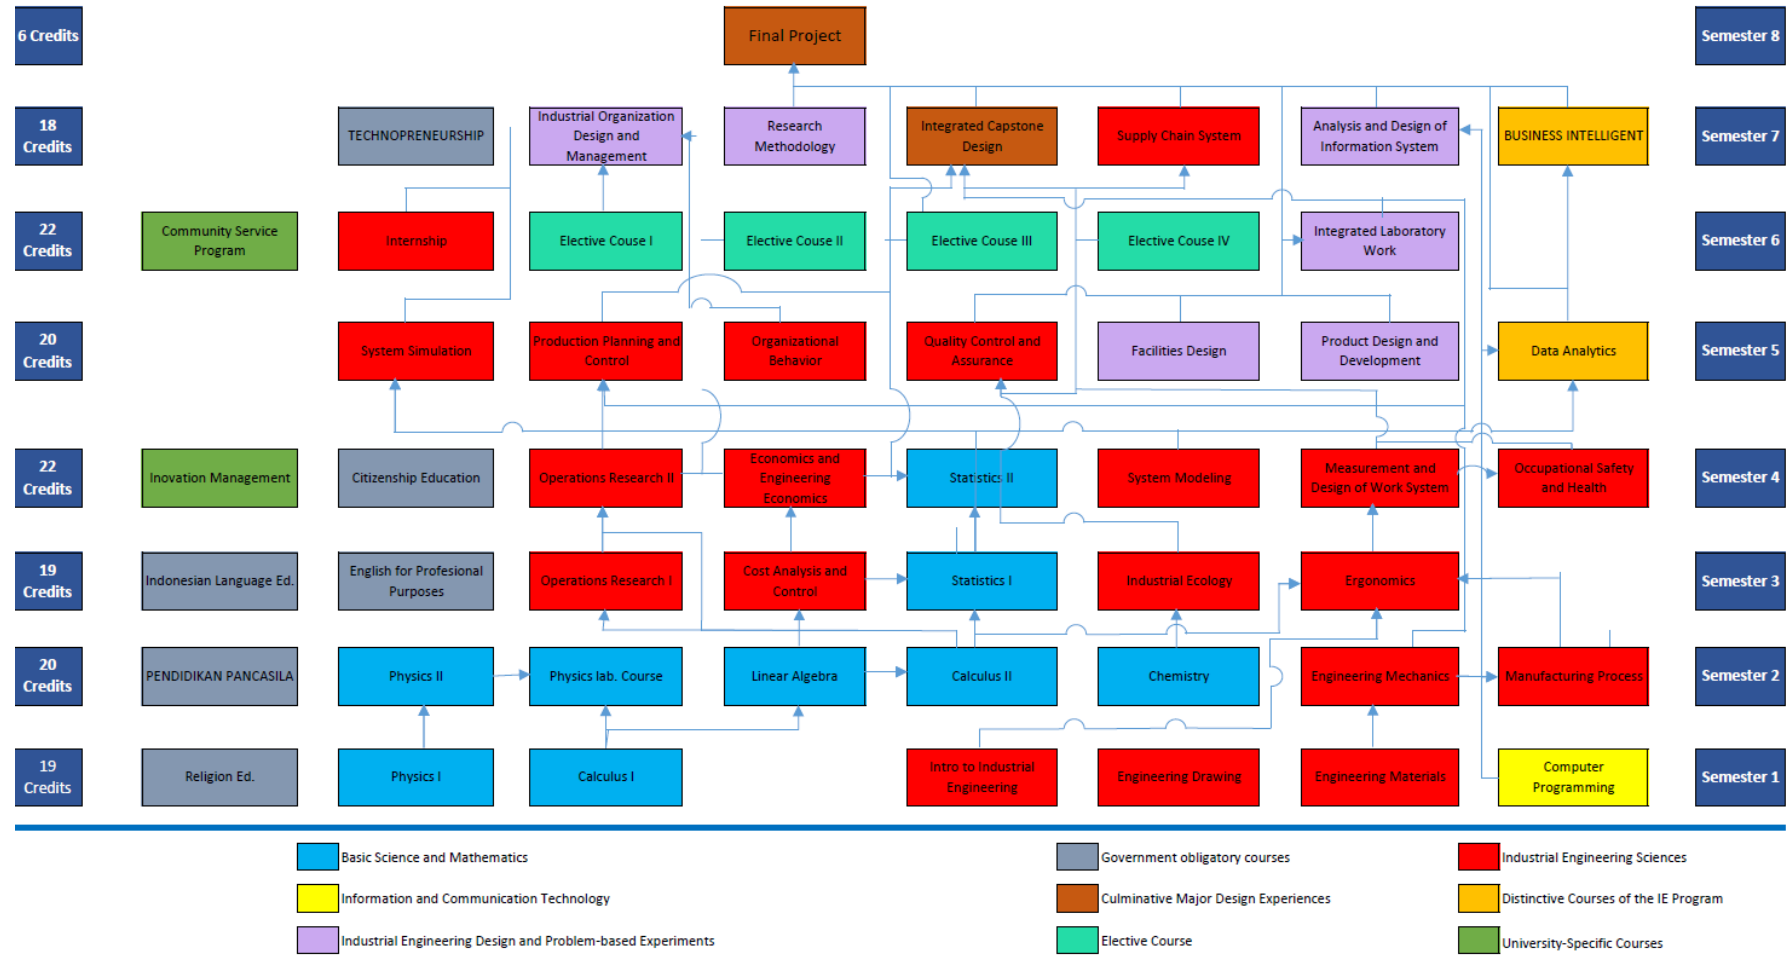 6 Credits
Final Project
Semester 8
18
Credits
TECHNOPRENEURSHIP
Industrial Organization
Design and
Management
Research
Methodology
Integrated Capstone
Design
Supply Chain System
Analysis and Design of
Information System
BUSINESS INTELLIGENT
Semester 7
22
Credits
Community Service
Program
Internship
Elective Couse I
Elective Couse II
Elective Couse III
Elective Couse IV
Integrated Laboratory
Work
Semester 6
20
Credits
System Simulation
Production Planning and
Control
Organizational
Behavior
Quality Control and
Assurance
Facilities Design
Product Design and
Development
Data Analytics
Semester 5
22
Credits
Inovation Management
Citizenship Education
Operations Research II
Economics and
Engineering
Economics
Statistics II
System Modeling
Measurement and
Design of Work System
Occupational Safety
and Health
Semester 4
19
Credits
Indonesian Language Ed.
English for Profesional
Purposes
Operations Research I
Cost Analysis and
Control
Statistics I
Industrial Ecology
Ergonomics
Semester 3
20
Credits
PENDIDIKAN PANCASILA
Physics II
Physics lab. Course
Linear Algebra
Calculus II
Chemistry
Engineering Mechanics
Manufacturing Process
Semester 2
19
Credits
Religion Ed.
Physics I
Calculus I
Intro to Industrial
Engineering
Engineering Drawing
Engineering Materials
Computer
Programming
Semester 1
Basic Science and Mathematics
Government obligatory courses
Industrial Engineering Sciences
Information and Communication Technology
Culminative Major Design Experiences
Distinctive Courses of the IE Program
Industrial Engineering Design and Problem-based Experiments
Elective Course
University-Specific Courses